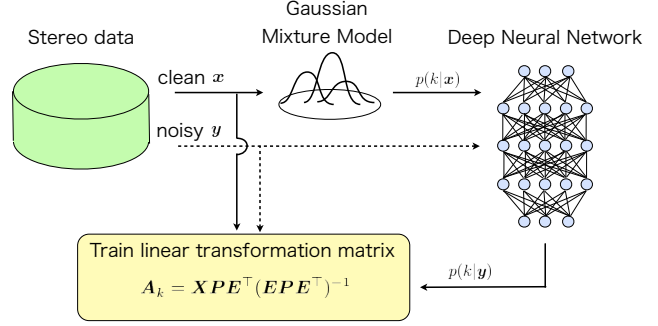 Gaussian
Mixture Model
Stereo data
Deep Neural Network
clean x
p(k|x)
noisy y
Train linear transformation matrix
A_k = XPE^⊤(EPE^⊤)^{-1}
p(k|y)